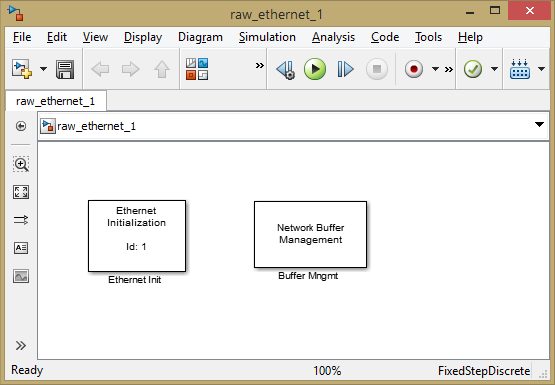 raw_ethernet_1
File Edit View Display Diagram Simulation Analysis Code Tools Help
raw_ethernet_1
raw_ethernet_1
Ethernet
Initialization
Id: 1
Ethernet Init
Network Buffer
Management
Buffer Mngmt
Ready 100% FixedStepDiscrete